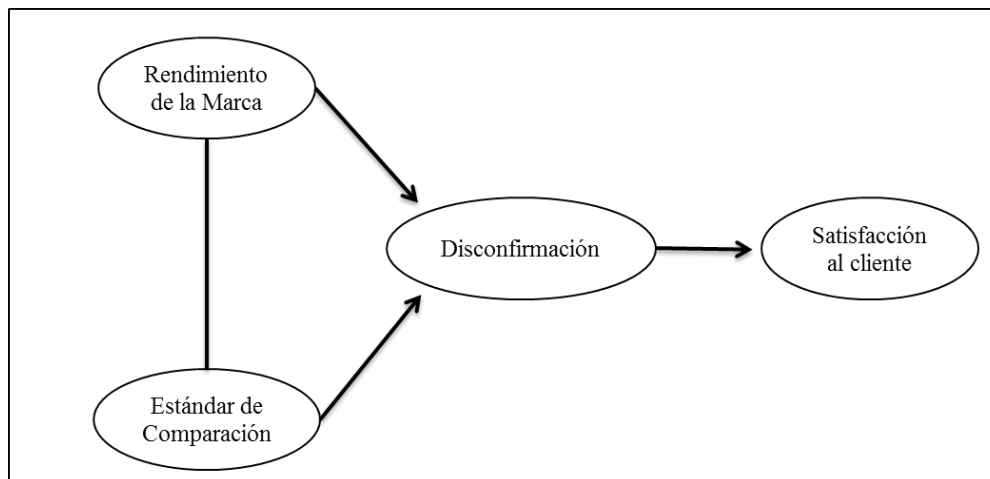 Rendimiento
de la Marca
Disconfirmación
Satisfacción
al cliente
Estándar de
Comparación